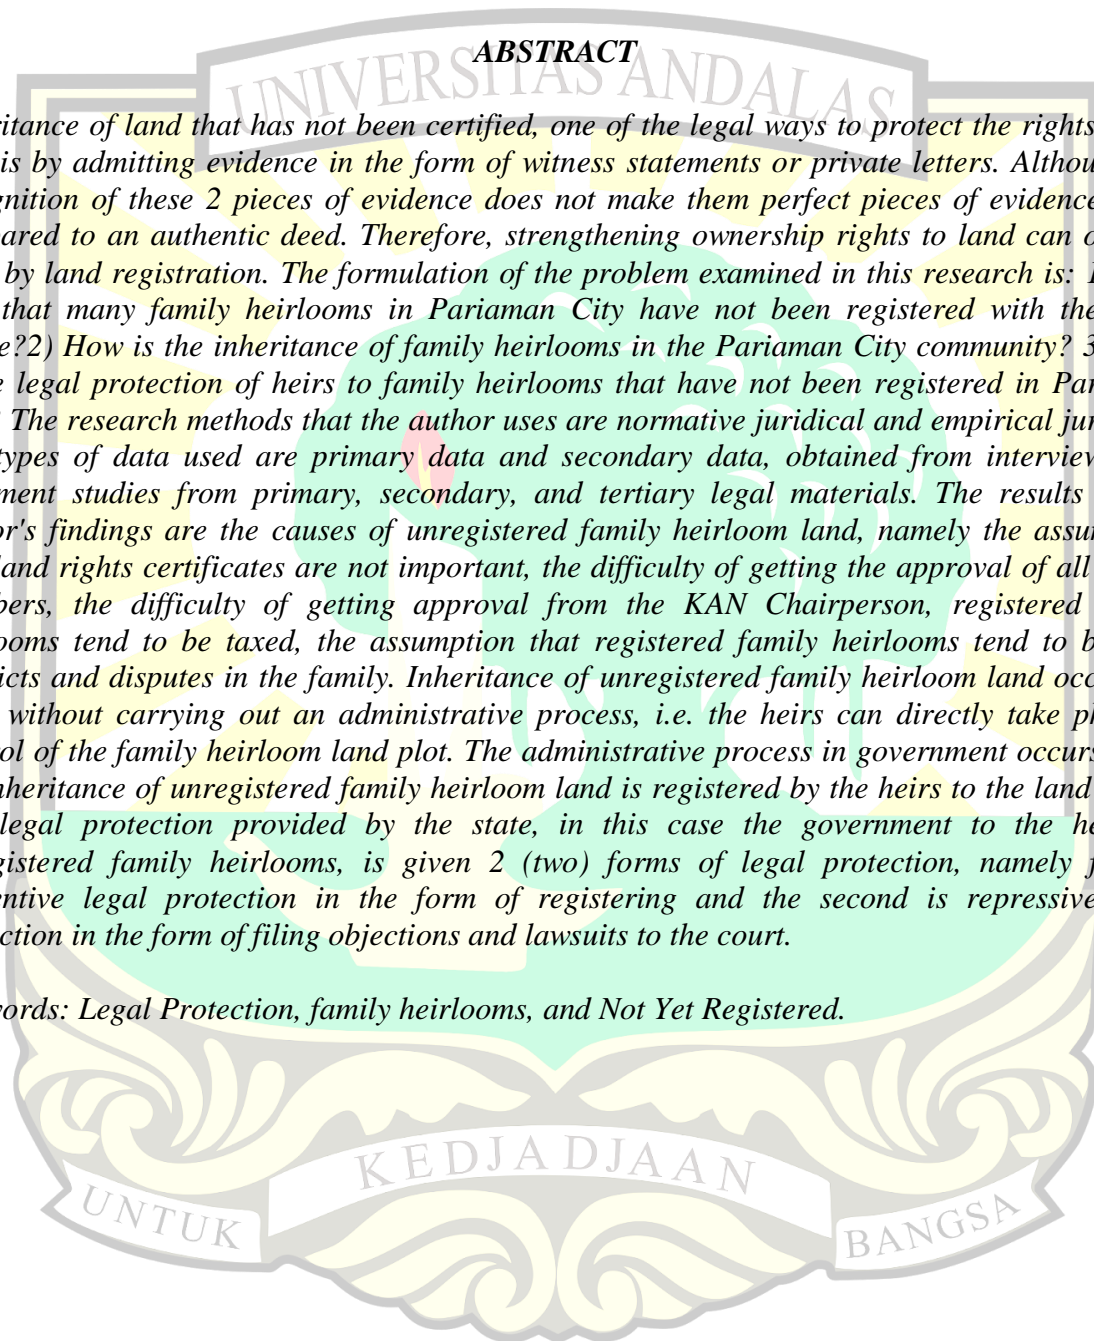 ABSTRACT
UNIVERSITAS ANDALAS
ritance of land that has not been certified, one of the legal ways to protect the rights
is by admitting evidence in the form of witness statements or private letters. Althou
gnition of these 2 pieces of evidence does not make them perfect pieces of evidence
pared to an authentic deed. Therefore, strengthening ownership rights to land can o
by land registration. The formulation of the problem examined in this research is:
that many family heirlooms in Pariaman City have not been registered with the
e?2) How is the inheritance of family heirlooms in the Pariaman City community? 3
e legal protection of heirs to family heirlooms that have not been registered in Par
? The research methods that the author uses are normative juridical and empirical jur
types of data used are primary data and secondary data, obtained from interview
ment studies from primary, secondary, and tertiary legal materials. The results
or's findings are the causes of unregistered family heirloom land, namely the assu
land rights certificates are not important, the difficulty of getting the approval of all
bers, the difficulty of getting approval from the KAN Chairperson, registered
ooms tend to be taxed, the assumption that registered family heirlooms tend to b
icts and disputes in the family. Inheritance of unregistered family heirloom land occ
without carrying out an administrative process, i.e. the heirs can directly take ph
ol of the family heirloom land plot. The administrative process in government occurs
nheritance of unregistered family heirloom land is registered by the heirs to the land
legal protection provided by the state, in this case the government to the he
gistered family heirlooms, is given 2 (two) forms of legal protection, namely f
entive legal protection in the form of registering and the second is repressive
ction in the form of filing objections and lawsuits to the court.
words: Legal Protection, family heirlooms, and Not Yet Registered.
UNTUK KEDJADJAAN BANGSA